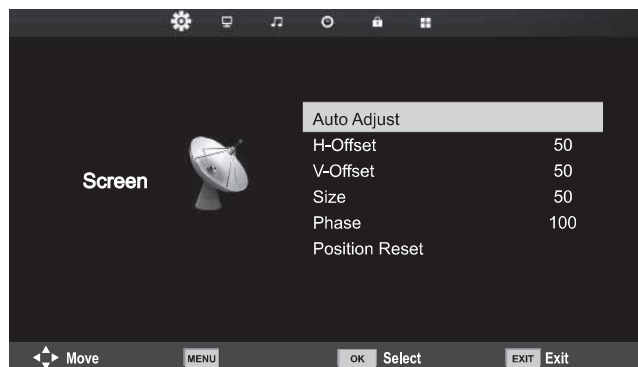 Screen
Auto Adjust
H-Offset 50
V-Offset 50
Size 50
Phase 100
Position Reset
Move MENU OK Select EXIT Exit